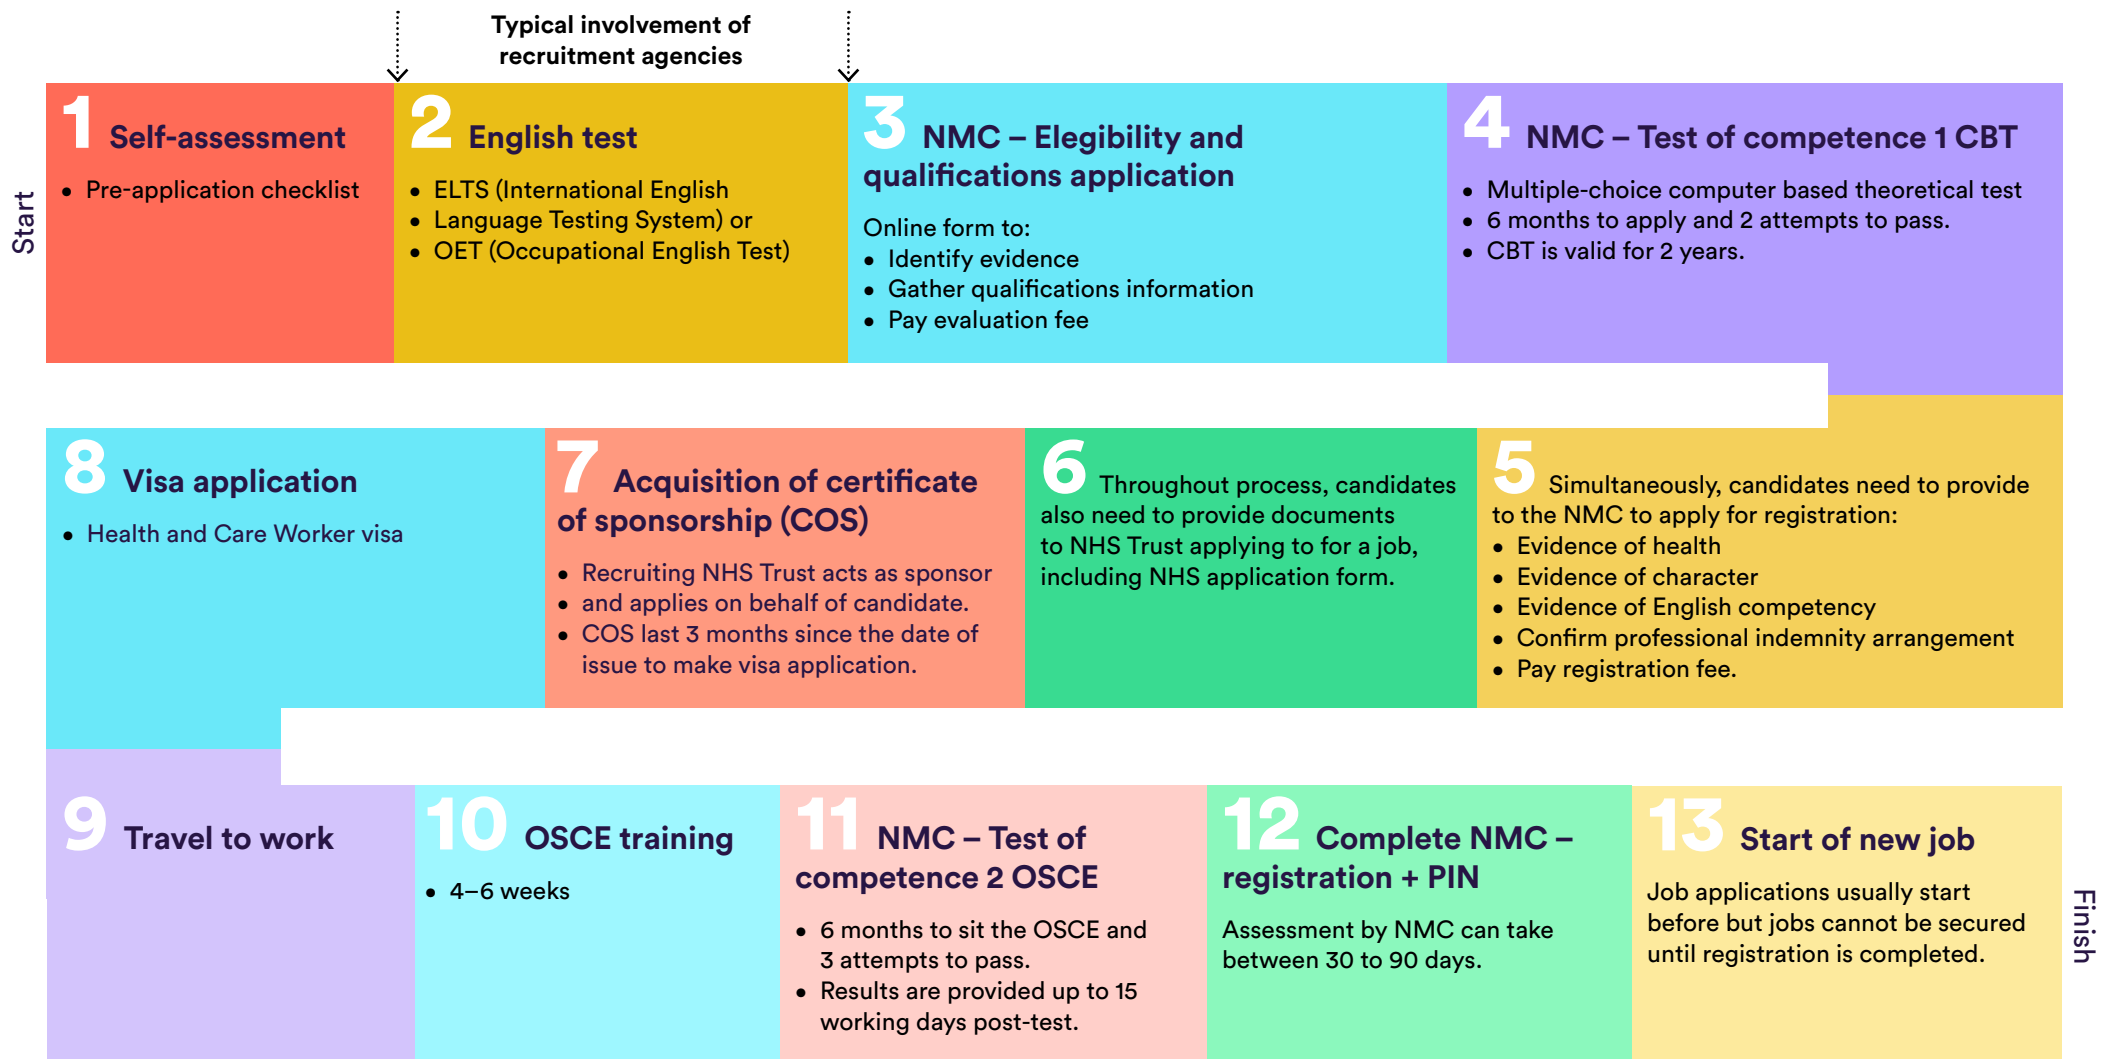 Typical involvement of
recruitment agencies
Start
1 Self-assessment
• Pre-application checklist
2 English test
• ELTS (International English
• Language Testing System) or
• OET (Occupational English Test)
3 NMC – Elegibility and
qualifications application
Online form to:
• Identify evidence
• Gather qualifications information
• Pay evaluation fee
4 NMC – Test of competence 1 CBT
• Multiple-choice computer based theoretical test
• 6 months to apply and 2 attempts to pass.
• CBT is valid for 2 years.
5 Simultaneously, candidates need to provide
to the NMC to apply for registration:
• Evidence of health
• Evidence of character
• Evidence of English competency
• Confirm professional indemnity arrangement
• Pay registration fee.
6 Throughout process, candidates
also need to provide documents
to NHS Trust applying to for a job,
including NHS application form.
7 Acquisition of certificate
of sponsorship (COS)
• Recruiting NHS Trust acts as sponsor
• and applies on behalf of candidate.
• COS last 3 months since the date of
issue to make visa application.
8 Visa application
• Health and Care Worker visa
9 Travel to work
10 OSCE training
• 4–6 weeks
11 NMC – Test of
competence 2 OSCE
• 6 months to sit the OSCE and
3 attempts to pass.
• Results are provided up to 15
working days post-test.
12 Complete NMC –
registration + PIN
Assessment by NMC can take
between 30 to 90 days.
13 Start of new job
Job applications usually start
before but jobs cannot be secured
until registration is completed.
Finish